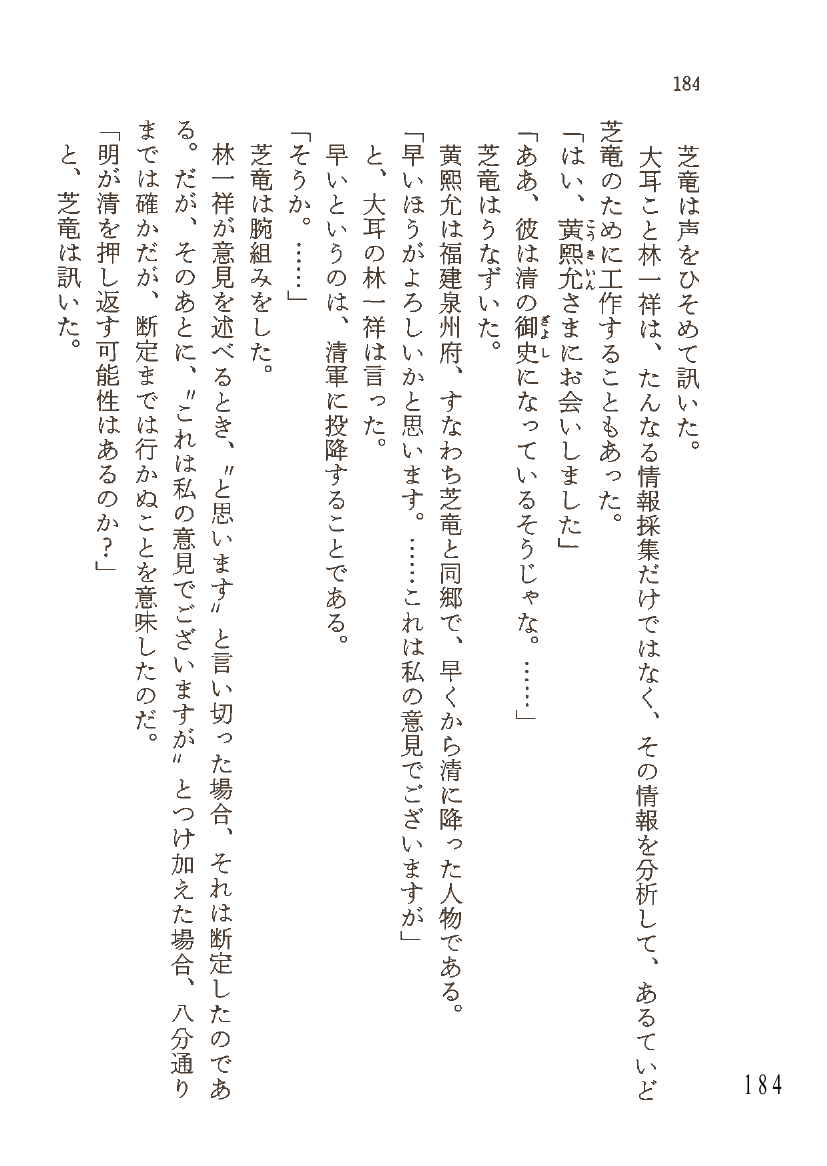 184
芝竜は声をひそめて訊いた。
大耳こと林一祥は、たんなる情報採集だけではなく、その情報を分析して、あるていど
芝竜のために工作することもあった。
「はい、黄熙允さまにお会いしました」
こうきいん
「ああ、彼は清の御史になっているそうじゃな。……」
ぎょし
芝竜はうなずいた。
黄熙允は福建泉州府、すなわち芝竜と同郷で、早くから清に降った人物である。
「早いほうがよろしいかと思います。……これは私の意見でございますが」
と、大耳の林一祥は言った。
早いというのは、清軍に投降することである。
「そうか。……」
芝竜は腕組みをした。
林一祥が意見を述べるとき、〝と思います〟と言い切った場合、それは断定したのであ
る。だが、そのあとに、〝これは私の意見でございますが〟とつけ加えた場合、八分通り
までは確かだが、断定までは行かぬことを意味したのだ。
「明が清を押し返す可能性はあるのか?」
と、芝竜は訊いた。
184